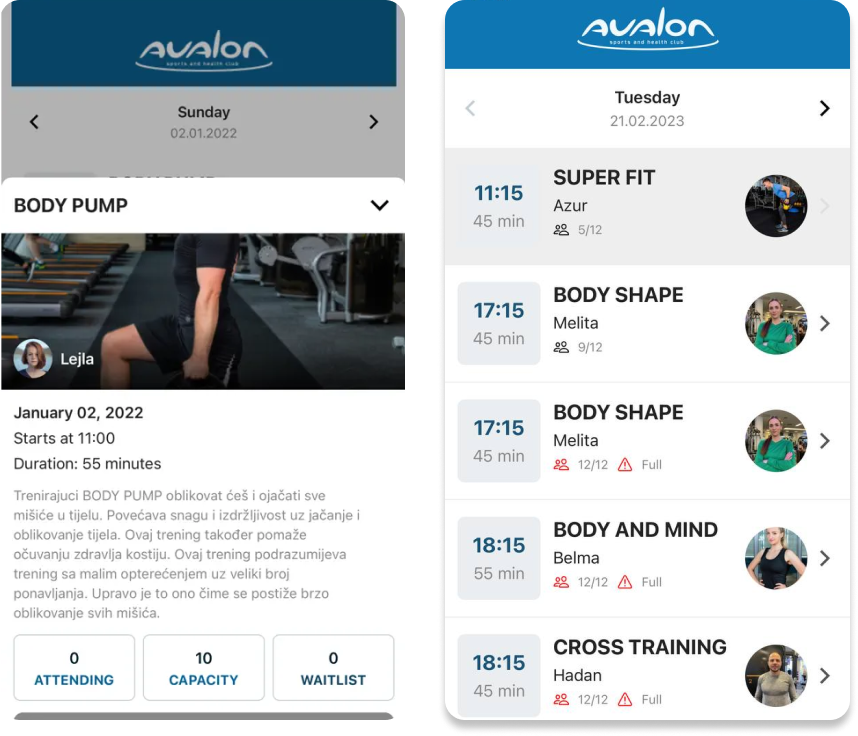 avalon
sports and health club
Sunday
02.01.2022
BODY PUMP
Lejla
January 02, 2022
Starts at 11:00
Duration: 55 minutes
Trenirajuci BODY PUMP oblikovat ćeš i ojačati sve
mišiće u tijelu. Povećava snagu i izdržljivost uz jačanje i
oblikovanje tijela. Ovaj trening također pomaže
očuvanju zdravlja kostiju. Ovaj trening podrazumijeva
trening sa malim opterećenjem uz veliki broj
ponavljanja. Upravo je to ono čime se postiže brzo
oblikovanje svih mišića.
0
ATTENDING
10
CAPACITY
0
WAITLIST
avalon
sports and health club
Tuesday
21.02.2023
11:15
45 min
SUPER FIT
Azur
5/12
17:15
45 min
BODY SHAPE
Melita
9/12
17:15
45 min
BODY SHAPE
Melita
12/12 Full
18:15
55 min
BODY AND MIND
Belma
12/12 Full
18:15
45 min
CROSS TRAINING
Hadan
12/12 Full